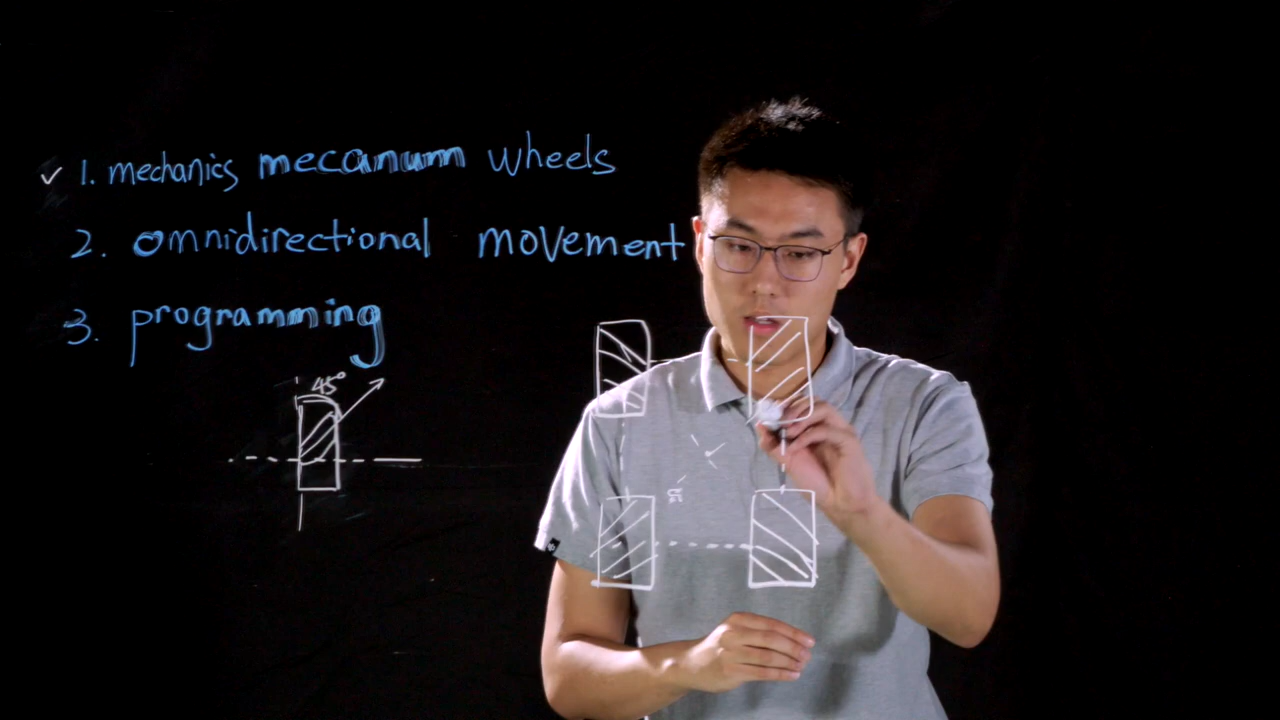 ✓ 1. mechanics mecanum wheels
2. omnidirectional movement
3. programming
45°